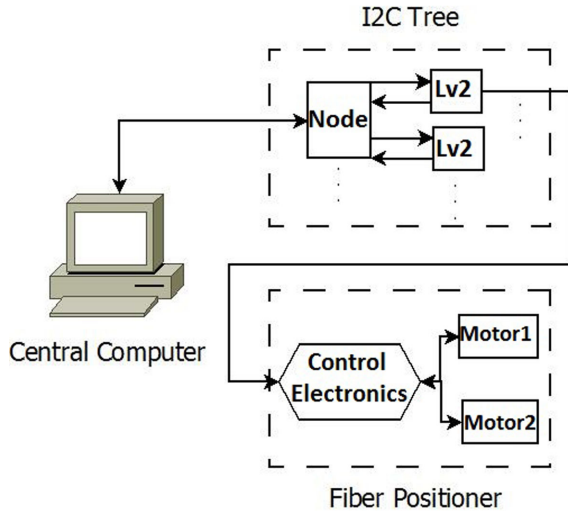 I2C Tree
Lv2
Node
Lv2
Central Computer
Control
Electronics
Motor1
Motor2
Fiber Positioner